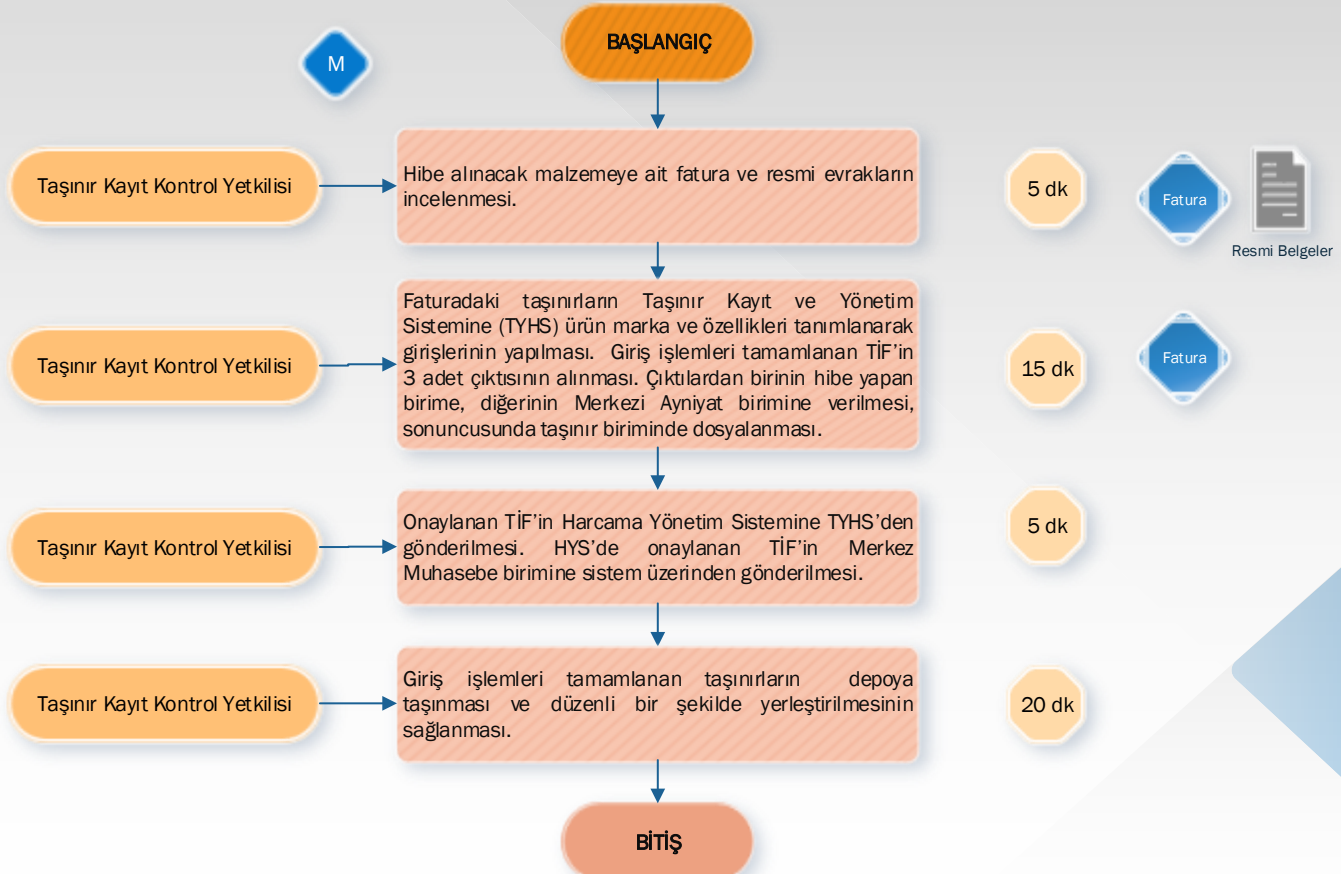 BAŞLANGIÇ
M
Taşınır Kayıt Kontrol Yetkilisi
Hibe alınacak malzemeye ait fatura ve resmi evrakların
incelenmesi.
5 dk
Fatura
Resmi Belgeler
Taşınır Kayıt Kontrol Yetkilisi
Faturadaki taşınırların Taşınır Kayıt ve Yönetim
Sistemine (TYHS) ürün marka ve özellikleri tanımlanarak
girişlerinin yapılması. Giriş işlemleri tamamlanan TİF’in
3 adet çıktısının alınması. Çıktılardan birinin hibe yapan
birime, diğerinin Merkezi Ayniyat birimine verilmesi,
sonuncusunda taşınır biriminde dosyalanması.
15 dk
Fatura
Taşınır Kayıt Kontrol Yetkilisi
Onaylanan TİF’in Harcama Yönetim Sistemine TYHS’den
gönderilmesi. HYS’de onaylanan TİF’in Merkez
Muhasebe birimine sistem üzerinden gönderilmesi.
5 dk
Taşınır Kayıt Kontrol Yetkilisi
Giriş işlemleri tamamlanan taşınırların depoya
taşınması ve düzenli bir şekilde yerleştirilmesinin
sağlanması.
20 dk
BİTİŞ